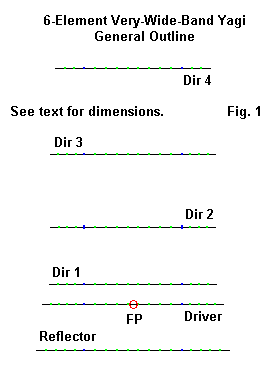 6-Element Very-Wide-Band Yagi
General Outline
Dir 4
See text for dimensions. Fig. 1
Dir 3
Dir 2
Dir 1
FP Driver
Reflector